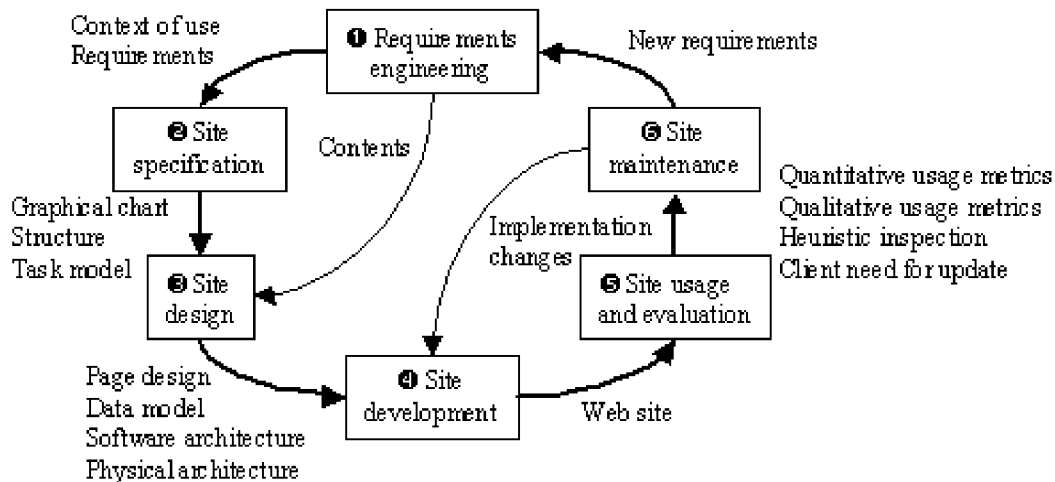 Context of use
Requirements
❶ Requirements
engineering
New requirements
❷ Site
specification
Contents
❻ Site
maintenance
Quantitative usage metrics
Qualitative usage metrics
Heuristic inspection
Client need for update
Graphical chart
Structure
Task model
Implementation
changes
❸ Site
design
❺ Site usage
and evaluation
Page design
Data model
Software architecture
Physical architecture
❹ Site
development
Web site